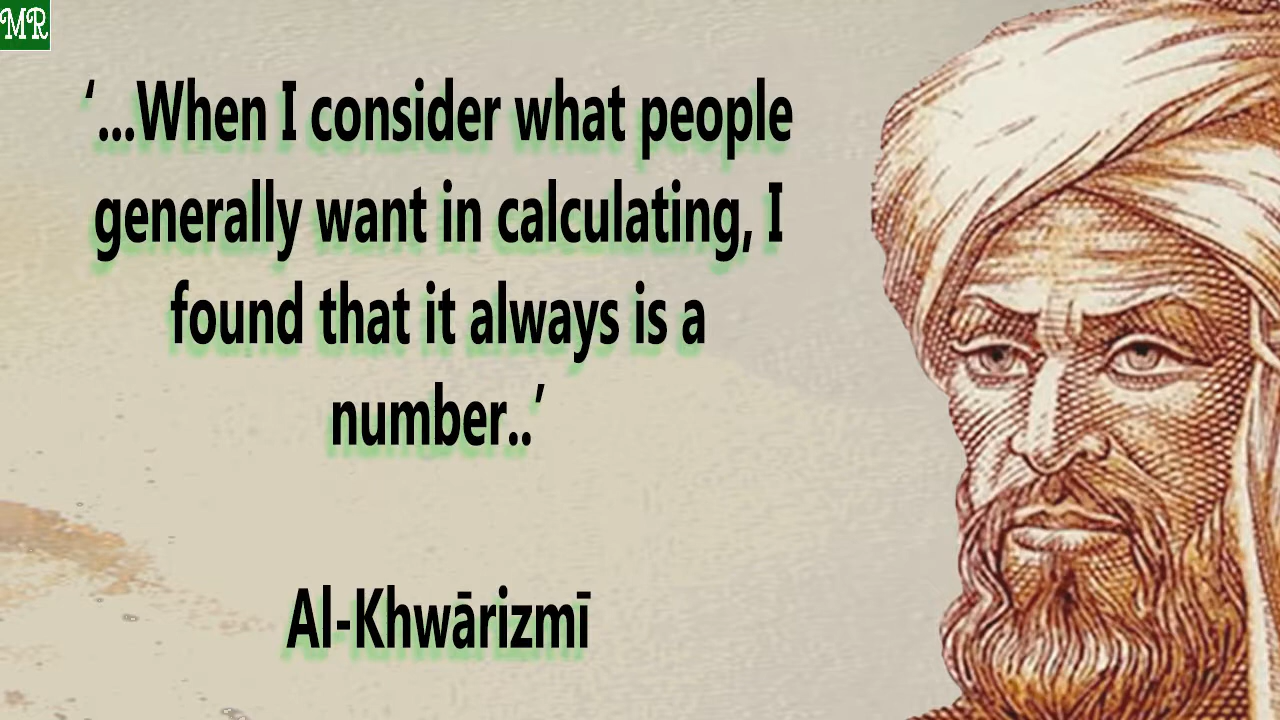 MR
‘...When I consider what people
generally want in calculating, I
found that it always is a
number..’
Al-Khwārizmī